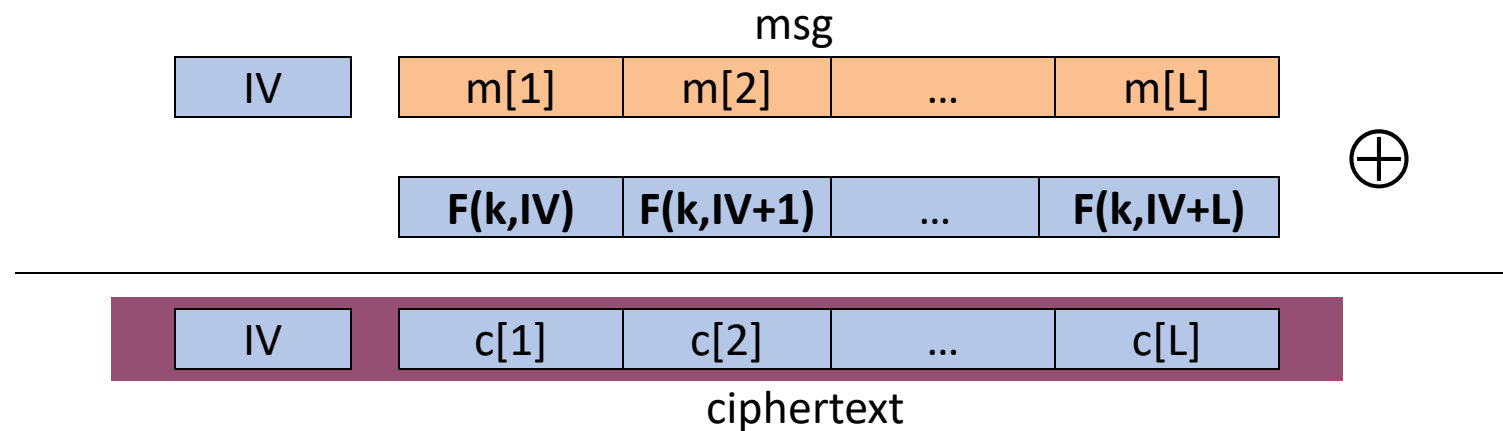 msg
IV m[1] m[2] ... m[L]
F(k,IV) F(k,IV+1) ... F(k,IV+L)
IV c[1] c[2] ... c[L]
ciphertext